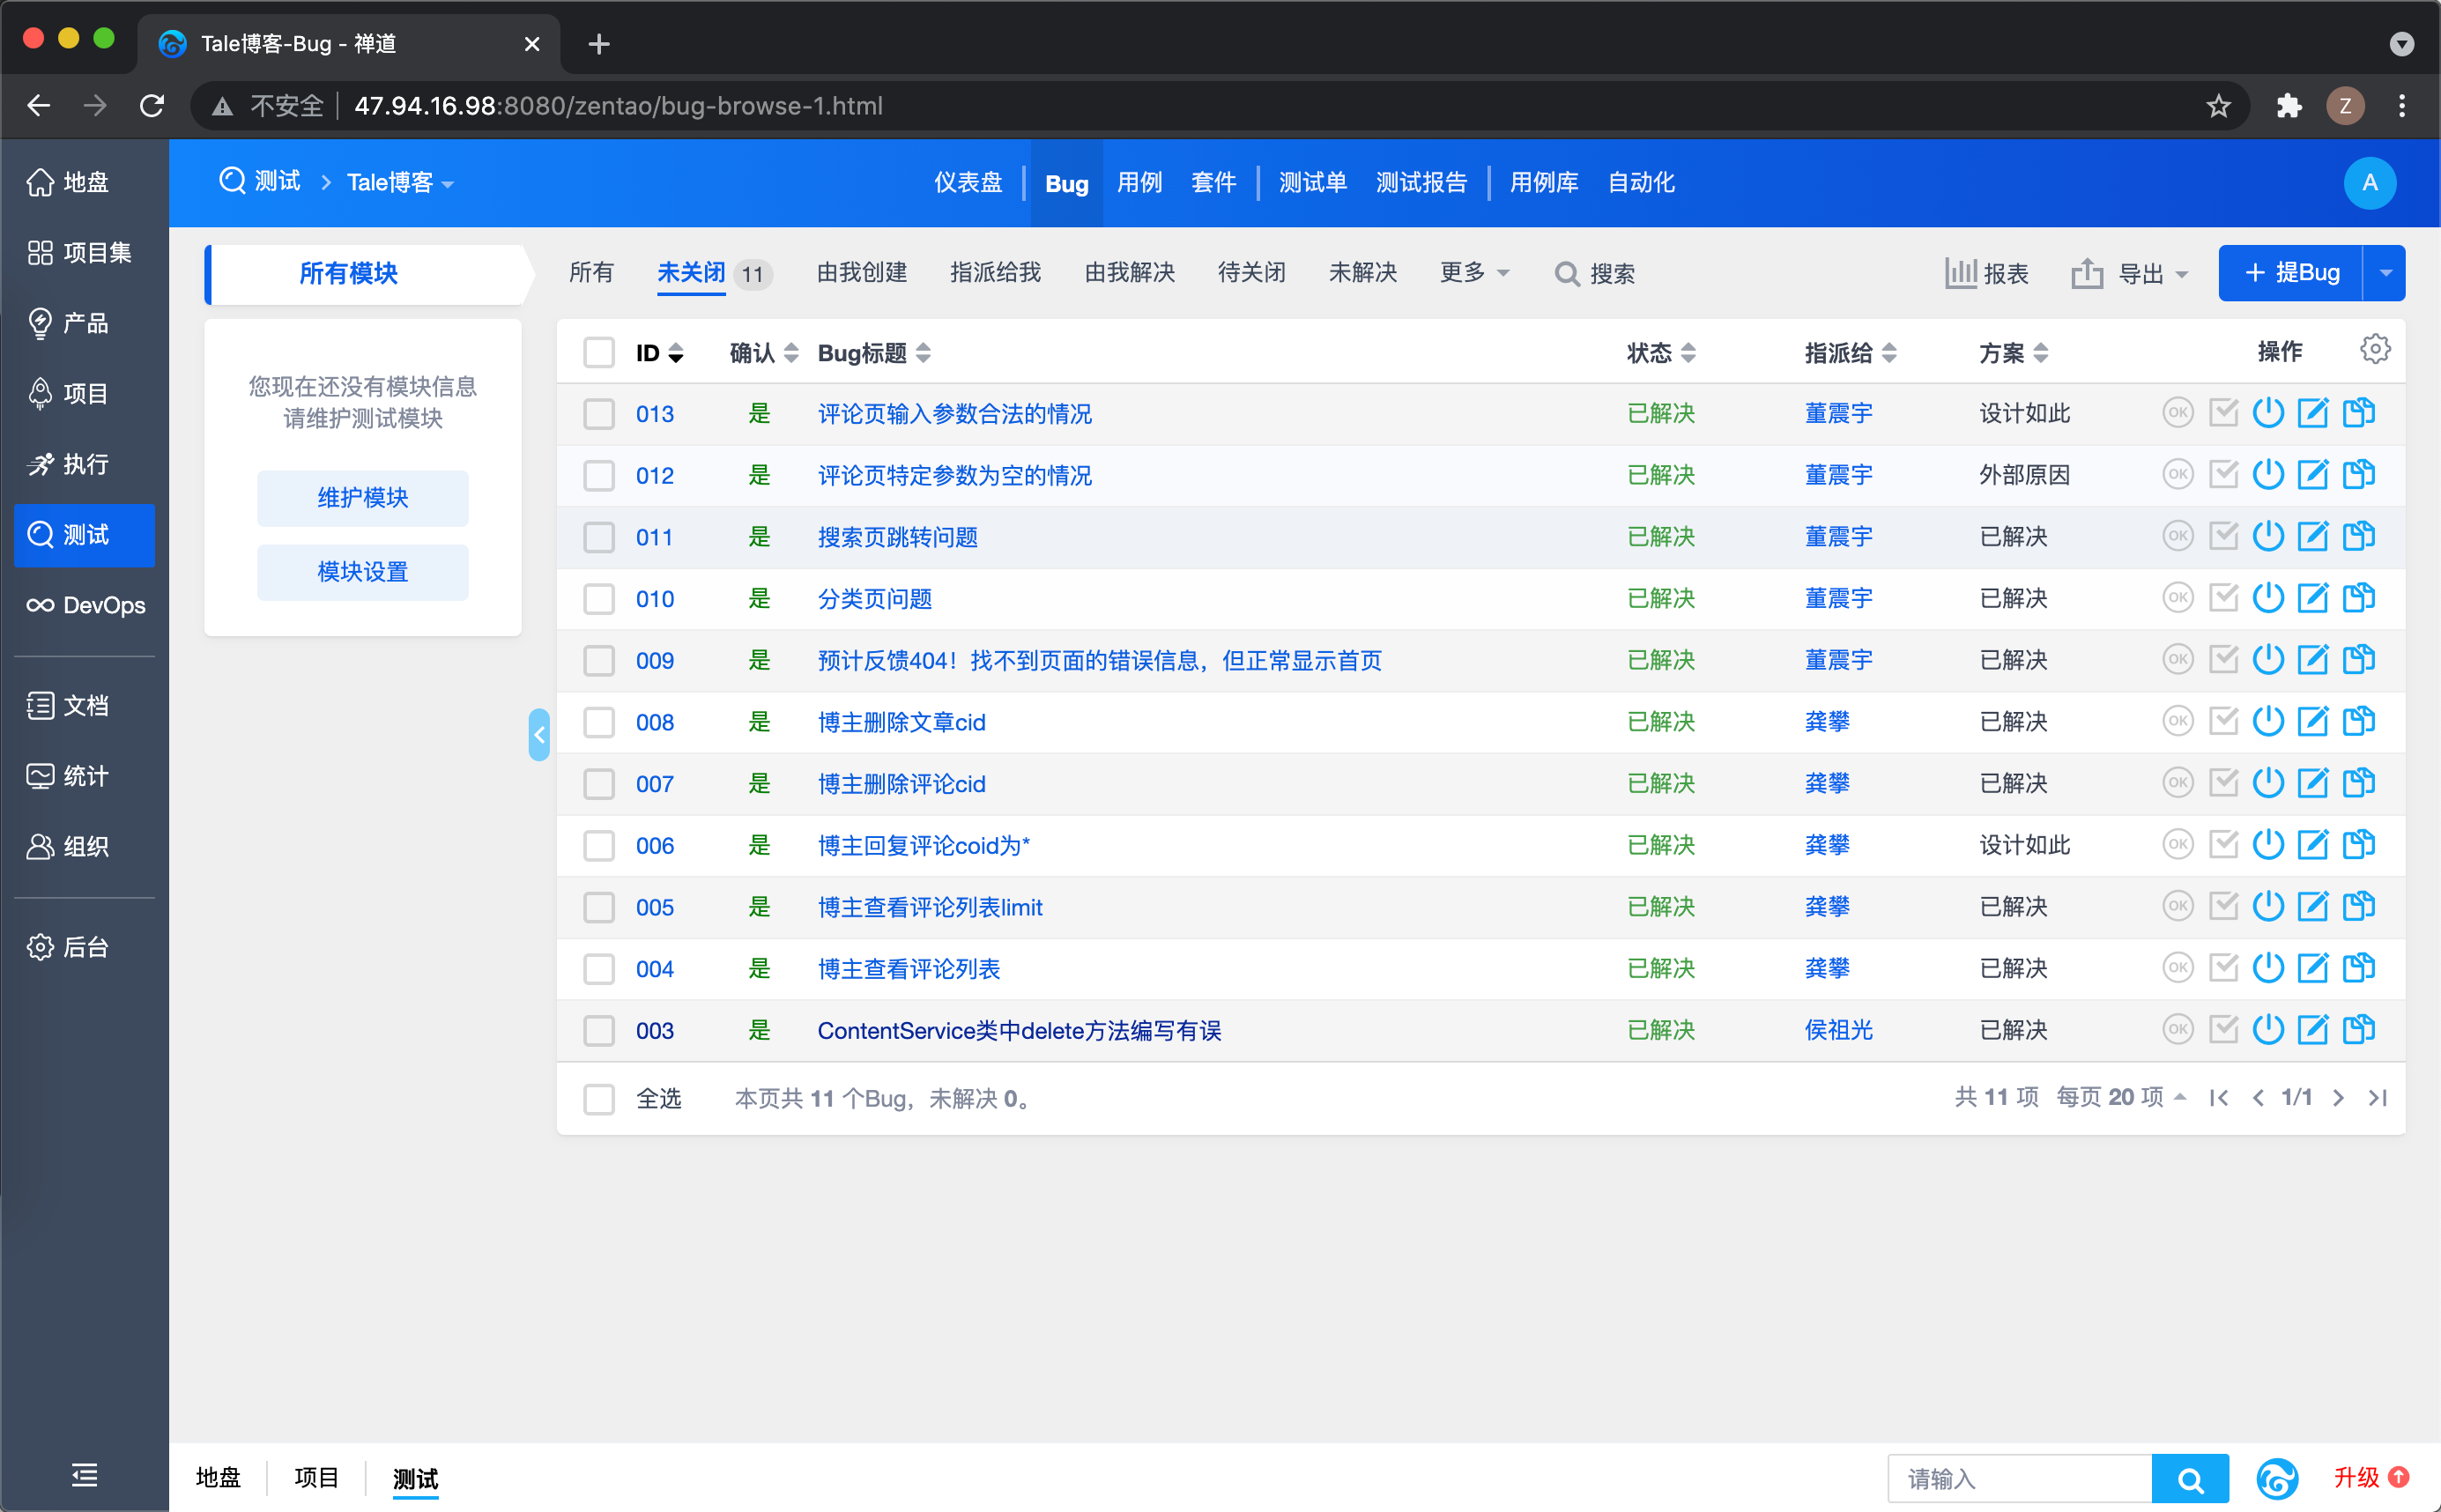 Tale博客-Bug - 禅道
不安全 47.94.16.98:8080/zentao/bug-browse-1.html
Z
地盘
项目集
产品
项目
执行
测试
DevOps
文档
统计
组织
后台
测试 Tale博客
仪表盘 Bug 用例 套件 测试单 测试报告 用例库 自动化
A
所有模块
您现在还没有模块信息
请维护测试模块
维护模块
模块设置
所有 未关闭 11 由我创建 指派给我 由我解决 待关闭 未解决 更多 搜索
报表 导出 提Bug
ID 确认 Bug标题 状态 指派给 方案 操作
013 是 评论页输入参数合法的情况 已解决 董震宇 设计如此 OK
012 是 评论页特定参数为空的情况 已解决 董震宇 外部原因 OK
011 是 搜索页跳转问题 已解决 董震宇 已解决 OK
010 是 分类页问题 已解决 董震宇 已解决 OK
009 是 预计反馈404！找不到页面的错误信息，但正常显示首页 已解决 董震宇 已解决 OK
008 是 博主删除文章cid 已解决 龚攀 已解决 OK
007 是 博主删除评论cid 已解决 龚攀 已解决 OK
006 是 博主回复评论coid为* 已解决 龚攀 设计如此 OK
005 是 博主查看评论列表limit 已解决 龚攀 已解决 OK
004 是 博主查看评论列表 已解决 龚攀 已解决 OK
003 是 ContentService类中delete方法编写有误 已解决 侯祖光 已解决 OK
全选 本页共 11 个Bug，未解决 0。
共 11 项 每页 20 项 1/1
地盘 项目 测试
请输入
升级